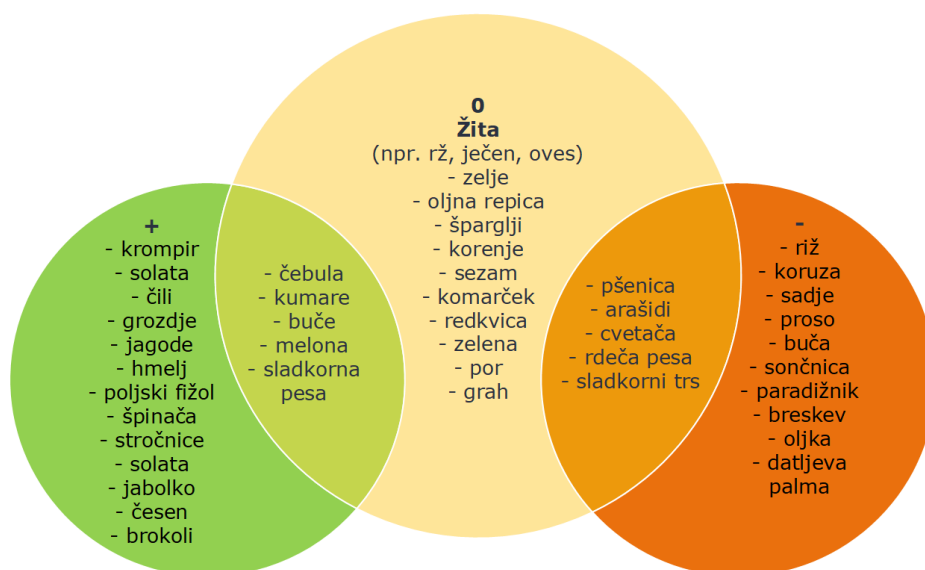 +
- krompir
- solata
- čili
- grozdje
- jagode
- hmelj
- poljski fižol
- špinača
- stročnice
- solata
- jabolko
- česen
- brokoli
- čebula
- kumare
- buče
- melona
- sladkorna
pesa
0
Žita
(npr. rž, ječen, oves)
- zelje
- oljna repica
- šparglji
- korenje
- sezam
- komarček
- redkvica
- zelena
- por
- grah
- pšenica
- arašidi
- cvetača
- rdeča pesa
- sladkorni trs
-
- riž
- koruza
- sadje
- proso
- buča
- sončnica
- paradižnik
- breskev
- oljka
- datljeva
palma